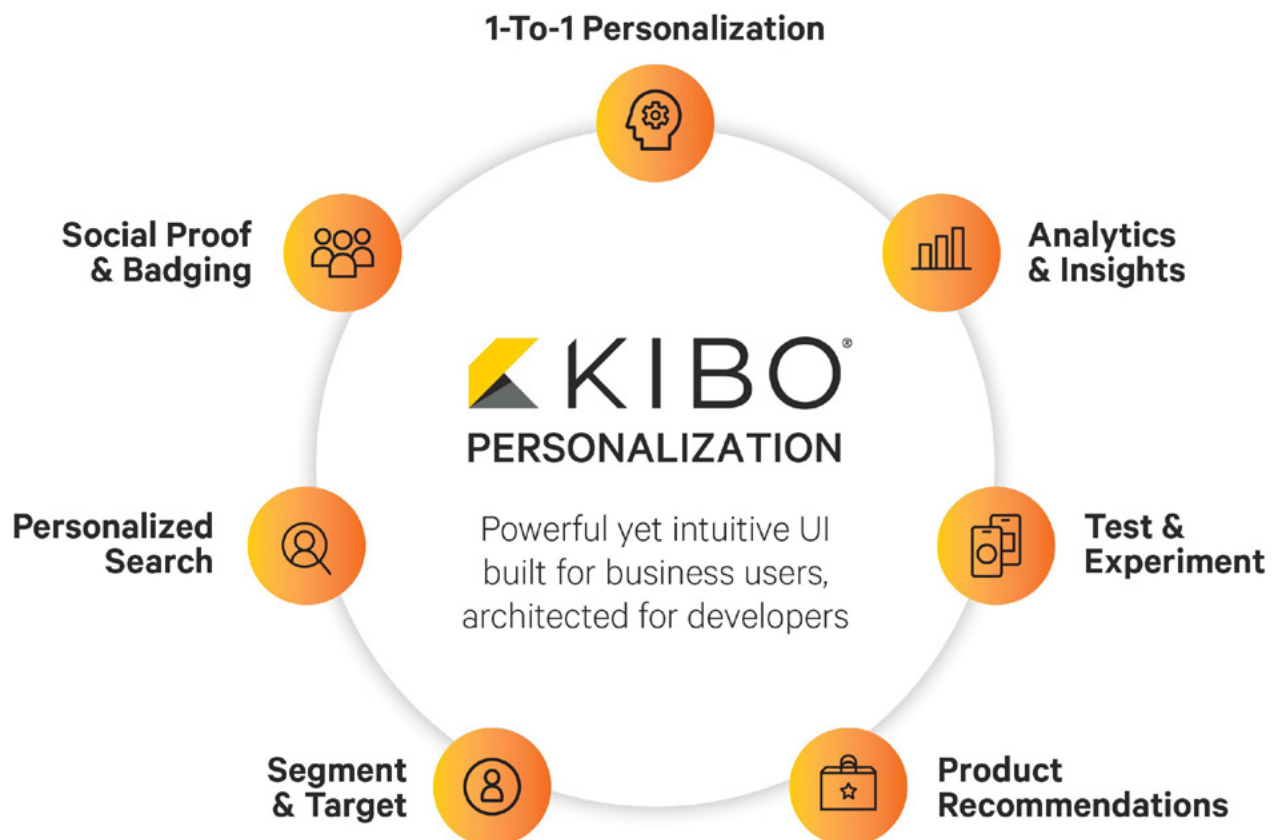 1-To-1 Personalization
Analytics
& Insights
Test &
Experiment
Product
Recommendations
Segment
& Target
Personalized
Search
Social Proof
& Badging
KIBO®
PERSONALIZATION
Powerful yet intuitive UI
built for business users,
architected for developers